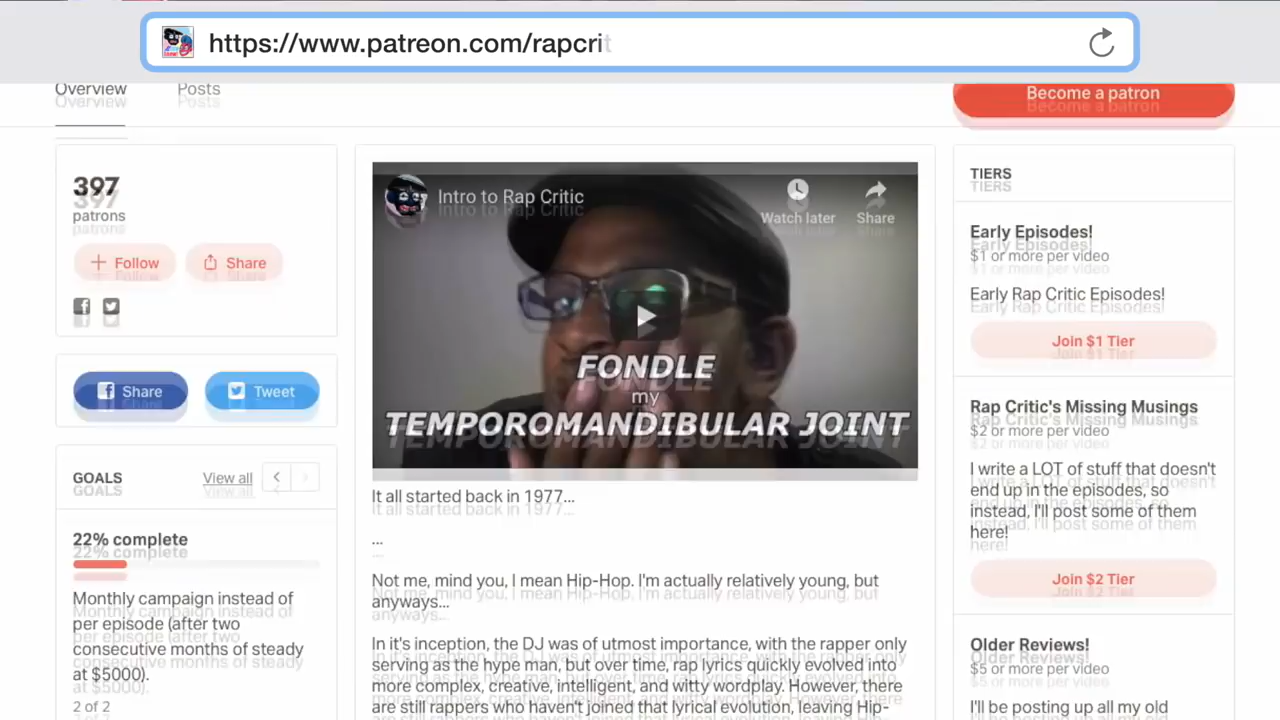 https://www.patreon.com/rapcrit
Overview
Posts
Become a patron
397
patrons
Follow
Share
Share
Tweet
GOALS
View all
22% complete
Monthly campaign instead of
per episode (after two
consecutive months of steady
at $5000).
2 of 2
Intro to Rap Critic
Watch later
Share
FONDLE
my
TEMPOROMANDIBULAR JOINT
It all started back in 1977...
...
Not me, mind you, I mean Hip-Hop. I'm actually relatively young, but
anyways...
In it's inception, the DJ was of utmost importance, with the rapper only
serving as the hype man, but over time, rap lyrics quickly evolved into
more complex, creative, intelligent, and witty wordplay. However, there
are still rappers who haven't joined that lyrical evolution, leaving Hip-
TIERS
Early Episodes!
$1 or more per video
Early Rap Critic Episodes!
Join $1 Tier
Rap Critic's Missing Musings
$2 or more per video
I write a LOT of stuff that doesn't
end up in the episodes, so
instead, I'll post some of them
here!
Join $2 Tier
Older Reviews!
$5 or more per video
I'll be posting up all my old